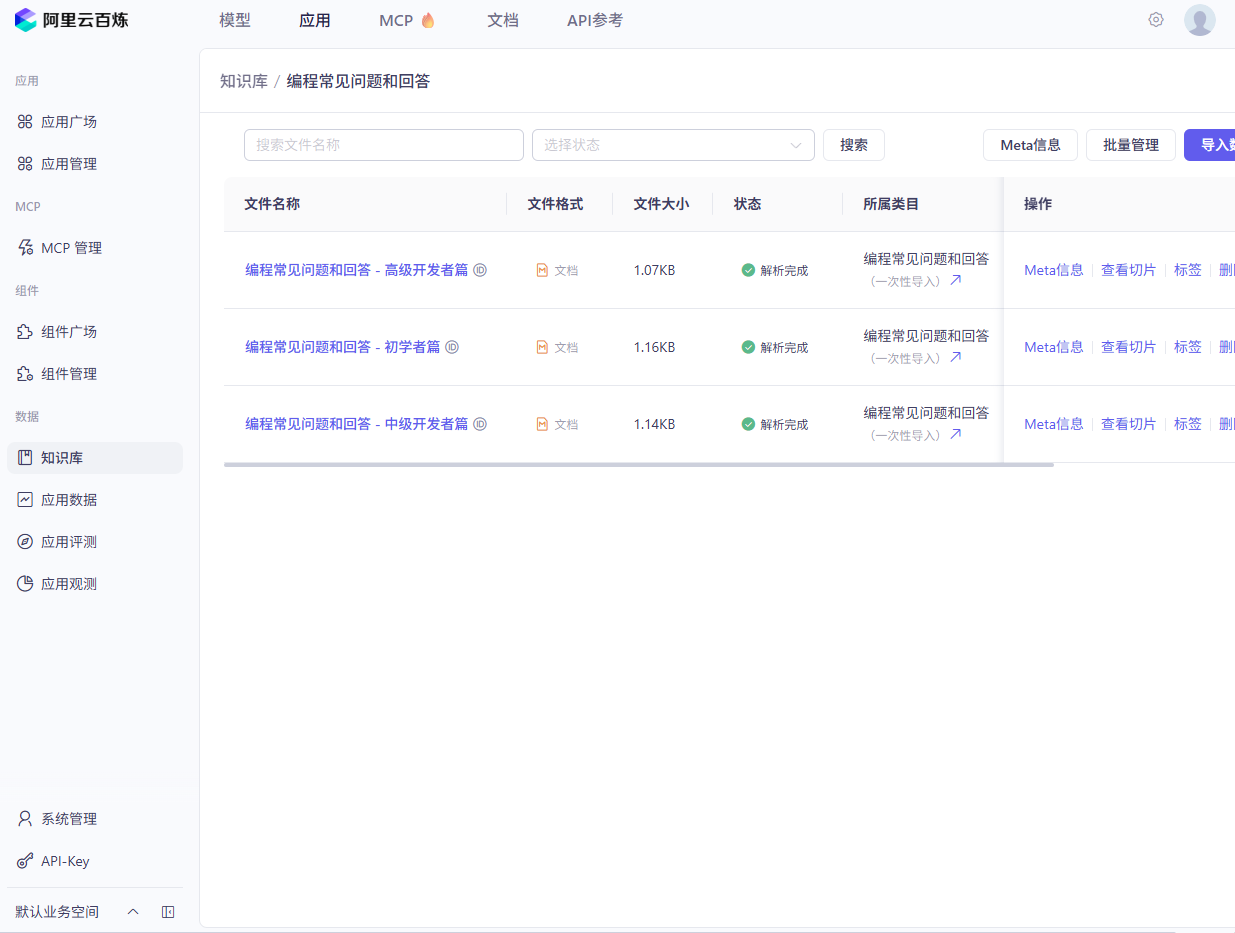 阿里云百炼
模型 应用 MCP 文档 API参考
应用
应用广场
应用管理
MCP
MCP 管理
组件
组件广场
组件管理
数据
知识库
应用数据
应用评测
应用观测
系统管理
API-Key
默认业务空间
知识库 / 编程常见问题和回答
搜索文件名称 选择状态 搜索 Meta信息 批量管理 导入
文件名称 文件格式 文件大小 状态 所属类目 操作
编程常见问题和回答 - 高级开发者篇 ID 文档 1.07KB 解析完成 编程常见问题和回答 Meta信息 查看切片 标签
（一次性导入）
编程常见问题和回答 - 初学者篇 ID 文档 1.16KB 解析完成 编程常见问题和回答 Meta信息 查看切片 标签
（一次性导入）
编程常见问题和回答 - 中级开发者篇 ID 文档 1.14KB 解析完成 编程常见问题和回答 Meta信息 查看切片 标签
（一次性导入）